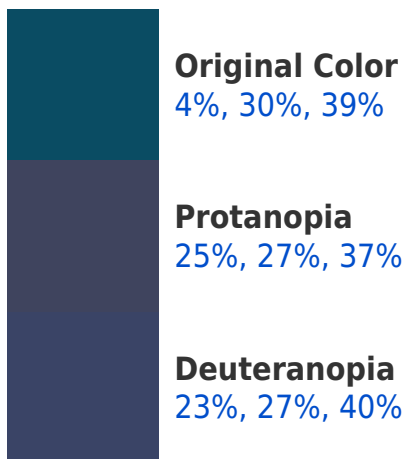 Original Color
4%, 30%, 39%
Protanopia
25%, 27%, 37%
Deuteranopia
23%, 27%, 40%